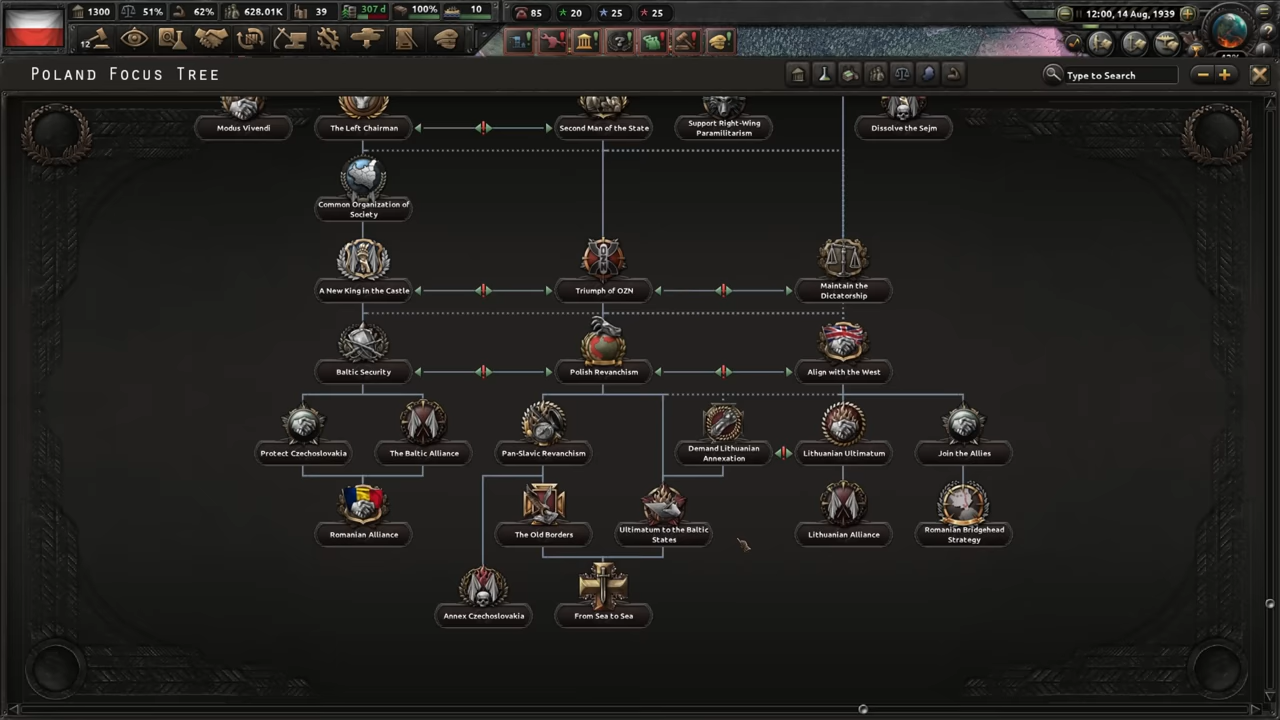 1300 51% 62% 628.01K 39 307 d 100% 10 85 20 25 25 12:00, 14 Aug, 1939
12
POLAND FOCUS TREE
Type to Search
Modus Vivendi
The Left Chairman
Second Man of the State
Support Right-Wing
Paramilitarism
Dissolve the Sejm
Common Organization of
Society
A New King in the Castle
Triumph of OZN
Maintain the
Dictatorship
Baltic Security
Polish Revanchism
Align with the West
Protect Czechoslovakia
The Baltic Alliance
Pan-Slavic Revanchism
Demand Lithuanian
Annexation
Lithuanian Ultimatum
Join the Allies
Romanian Alliance
The Old Borders
Ultimatum to the Baltic
States
Lithuanian Alliance
Romanian Bridgehead
Strategy
Annex Czechoslovakia
From Sea to Sea